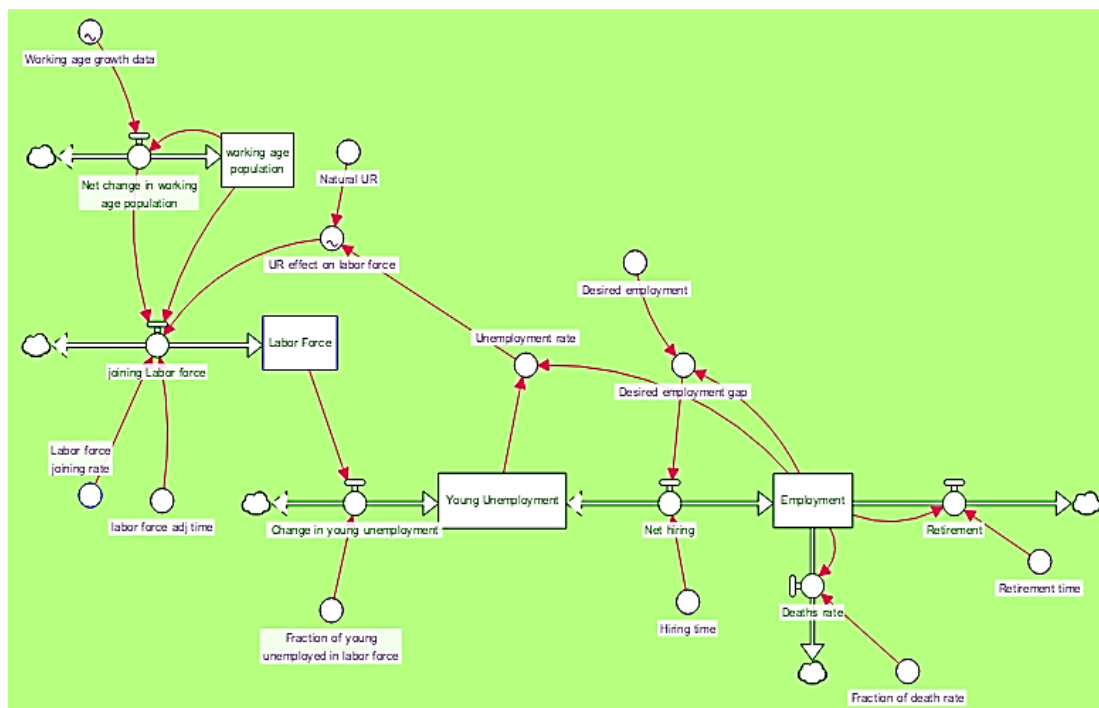 Working age growth data
working age
population
Net change in working
age population
Natural UR
UR effect on labor force
Desired employment
Labor Force
joining Labor force
Unemployment rate
Desired employment gap
Labor force
joining rate
labor force adj time
Young Unemployment
Employment
Change in young unemployment
Net hiring
Retirement
Retirement time
Deaths rate
Fraction of young
unemployed in labor force
Hiring time
Fraction of death rate